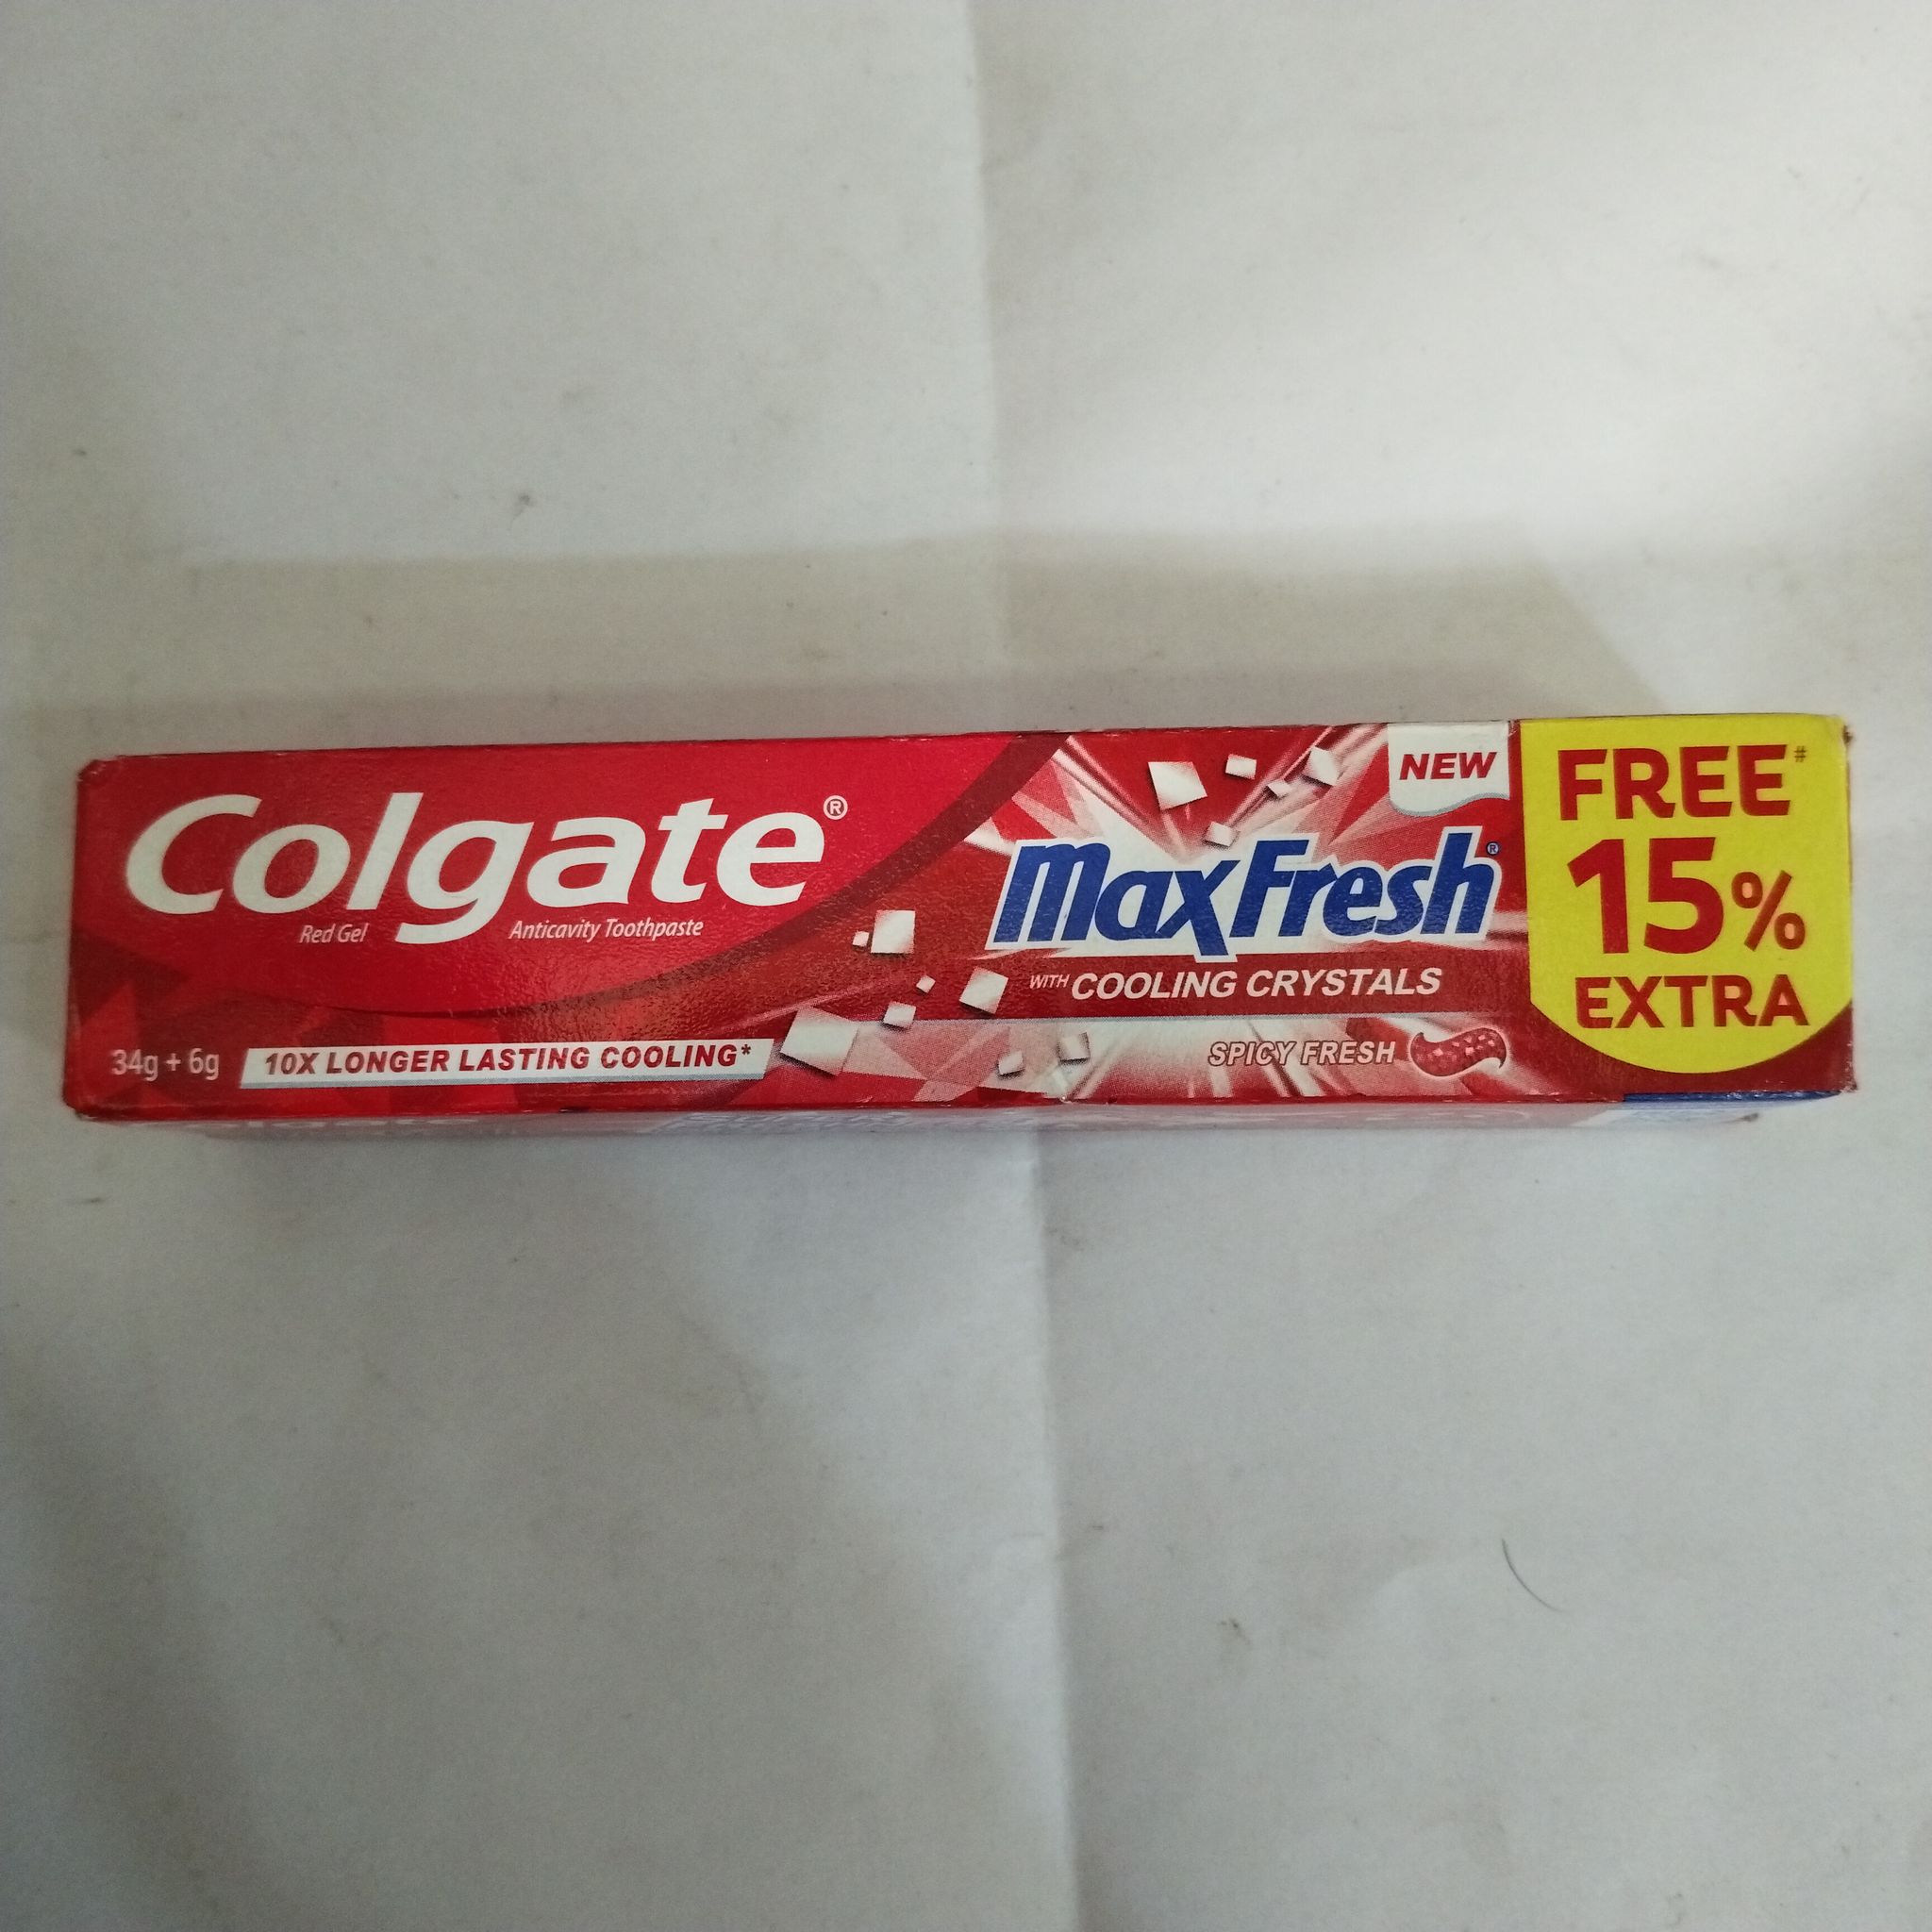 Colgate®
Red Gel Anticavity Toothpaste
34g + 6g
10X LONGER LASTING COOLING*
NEW
MaxFresh®
WITH COOLING CRYSTALS
SPICY FRESH
FREE#
15%
EXTRA